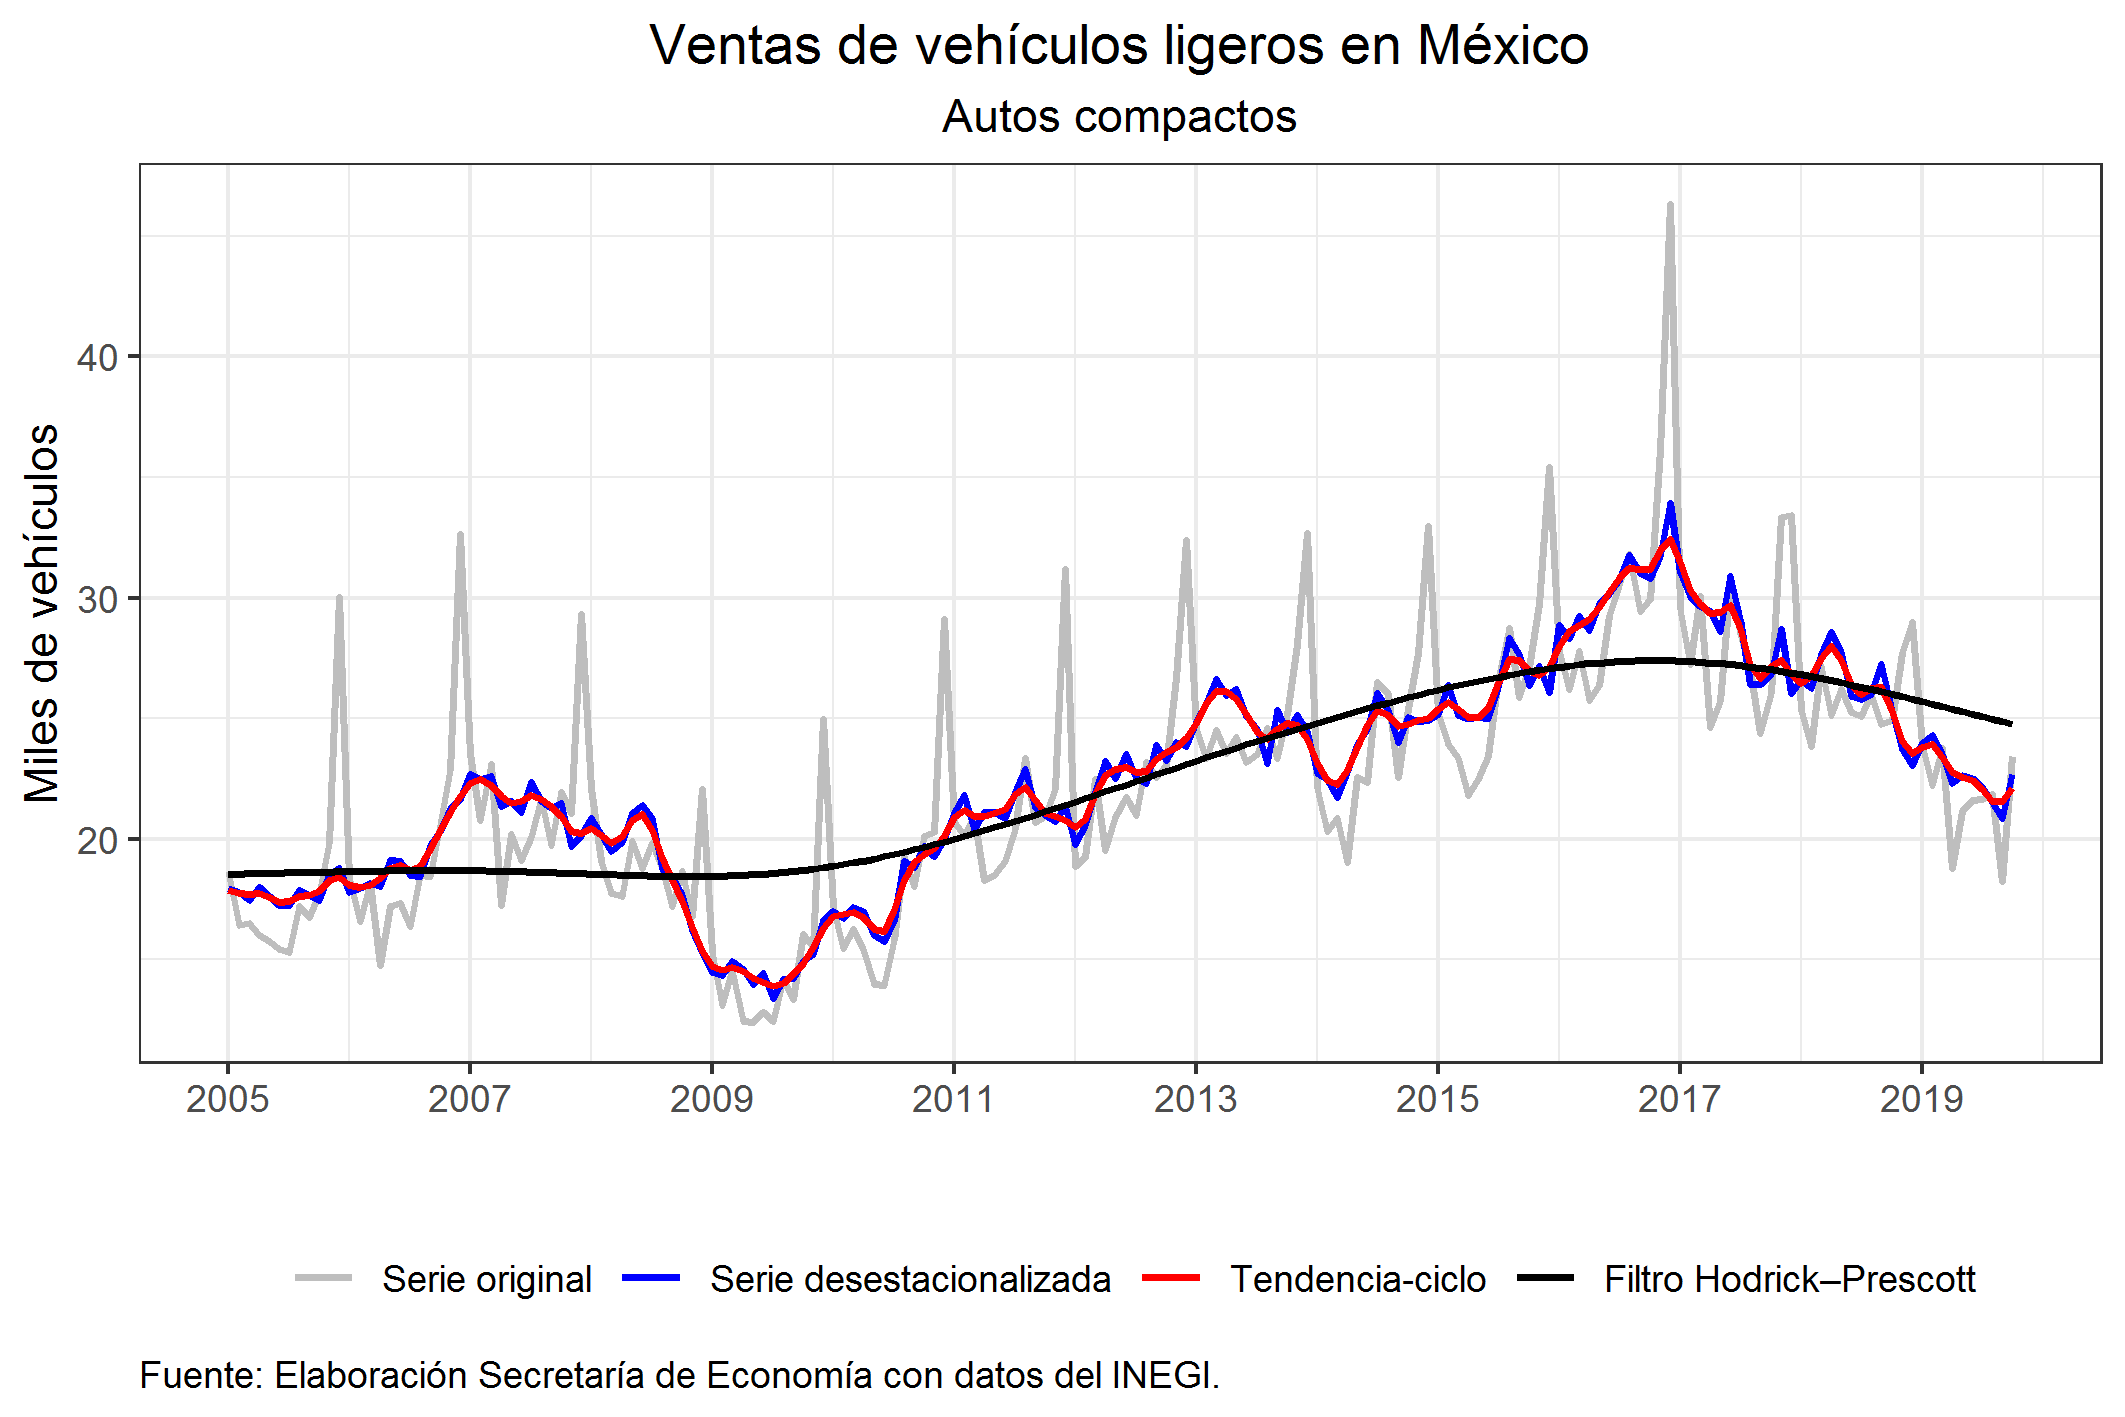 Ventas de vehículos ligeros en México
Autos compactos
Miles de vehículos
40
30
20
2005 2007 2009 2011 2013 2015 2017 2019
Serie original Serie desestacionalizada Tendencia-ciclo Filtro Hodrick–Prescott
Fuente: Elaboración Secretaría de Economía con datos del INEGI.